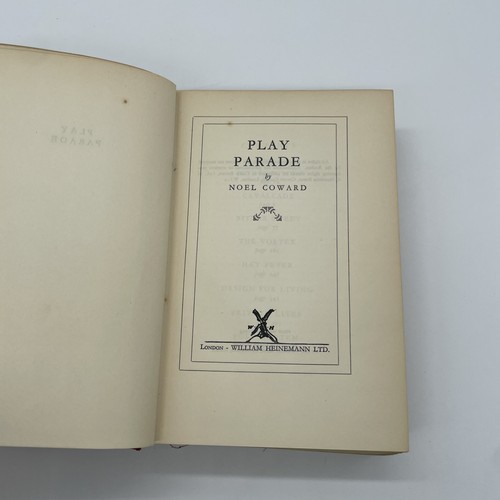 PLAY
PARADE
by
NOEL COWARD
W H
LONDON - WILLIAM HEINEMANN LTD.